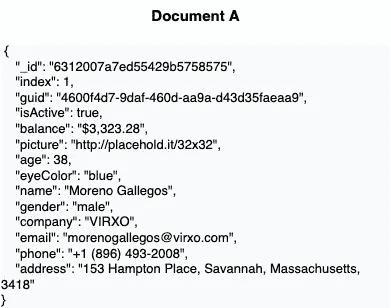 Document A
{
"_id": "6312007a7ed55429b5758575",
"index": 1,
"guid": "4600f4d7-9daf-460d-aa9a-d43d35faeaa9",
"isActive": true,
"balance": "$3,323.28",
"picture": "http://placehold.it/32x32",
"age": 38,
"eyeColor": "blue",
"name": "Moreno Gallegos",
"gender": "male",
"company": "VIRXO",
"email": "morenogallegos@virxo.com",
"phone": "+1 (896) 493-2008",
"address": "153 Hampton Place, Savannah, Massachusetts,
3418"
}